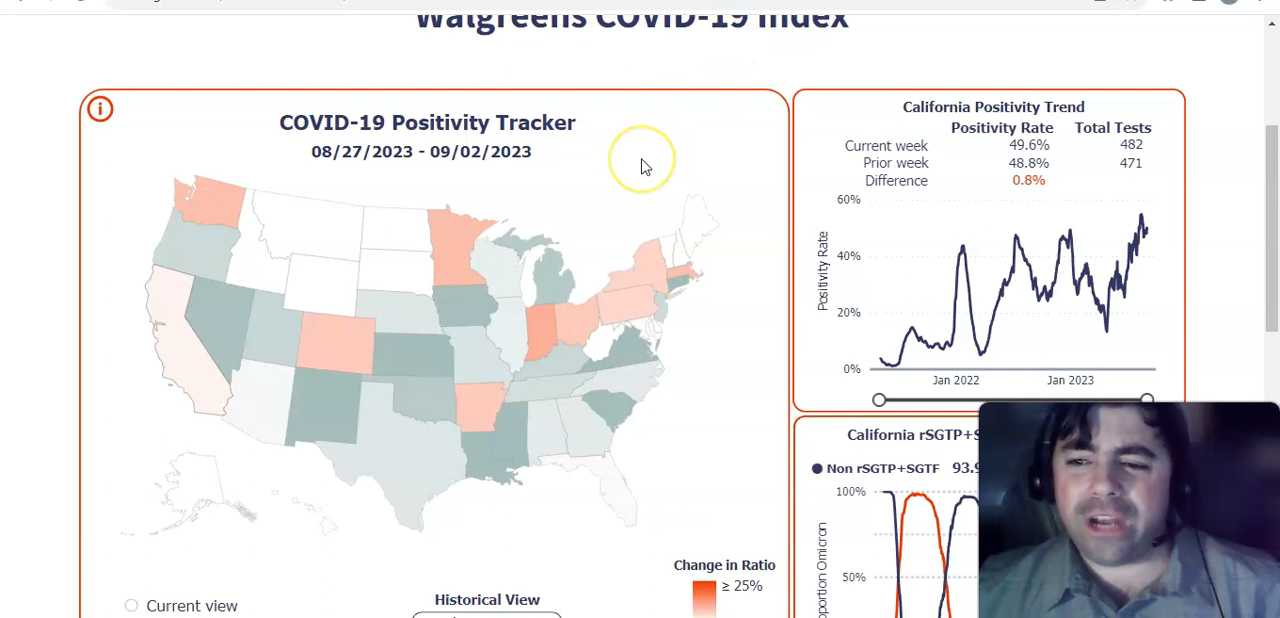 Walgreens COVID-19 Index
COVID-19 Positivity Tracker
08/27/2023 - 09/02/2023
Change in Ratio
≥ 25%
Current view
Historical View
California Positivity Trend
Positivity Rate Total Tests
Current week 49.6% 482
Prior week 48.8% 471
Difference 0.8%
60%
40%
20%
0%
Positivity Rate
Jan 2022 Jan 2023
California rSGTP+S
Non rSGTP+SGTF 93.9
100%
50%
oportion Omicron